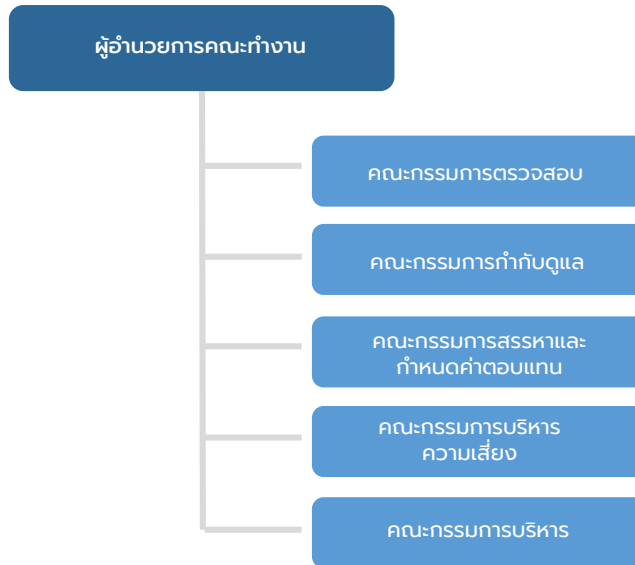 ผู้อำนวยการคณะทำงาน
คณะกรรมการตรวจสอบ
คณะกรรมการกำกับดูแล
คณะกรรมการสรรหาและ
กำหนดค่าตอบแทน
คณะกรรมการบริหาร
ความเสี่ยง
คณะกรรมการบริหาร